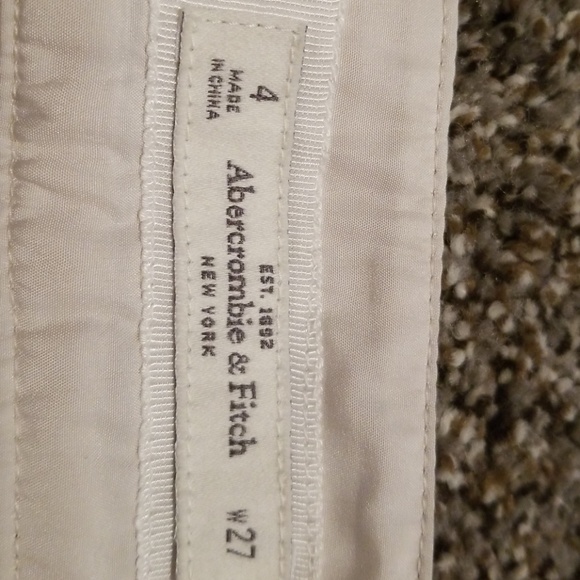 4
MADE
IN CHINA
EST. 1892
Abercrombie & Fitch
NEW YORK
W27